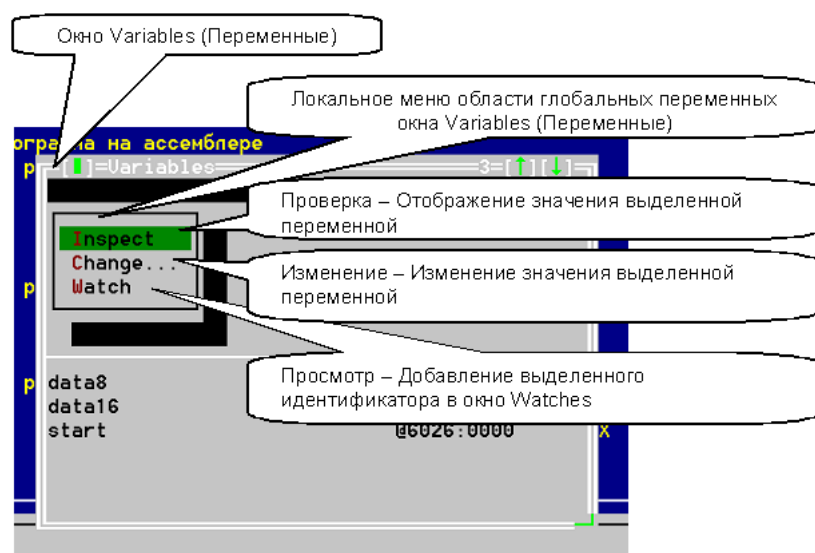 Окно Variables (Переменные)
Локальное меню области глобальных переменных
окна Variables (Переменные)
на ассемблере
р
[ ]=Variables
3=[↑][↓]
Проверка – Отображение значения выделенной
переменной
Inspect
Change...
Изменение – Изменение значения выделенной
переменной
р
Watch
Просмотр – Добавление выделенного
идентификатора в окно Watches
р
data8
data16
start @6026:0000 X